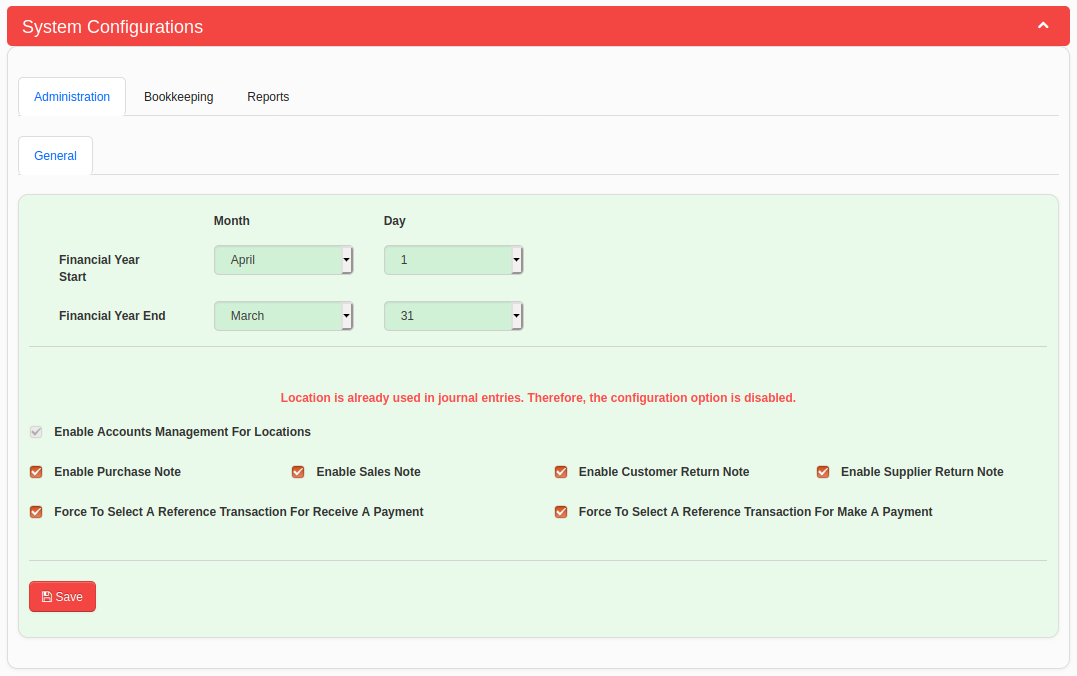 System Configurations
Administration Bookkeeping Reports
General
Month Day
Financial Year
Start
April 1
Financial Year End March 31
Location is already used in journal entries. Therefore, the configuration option is disabled.
Enable Accounts Management For Locations
Enable Purchase Note Enable Sales Note Enable Customer Return Note Enable Supplier Return Note
Force To Select A Reference Transaction For Receive A Payment Force To Select A Reference Transaction For Make A Payment
Save